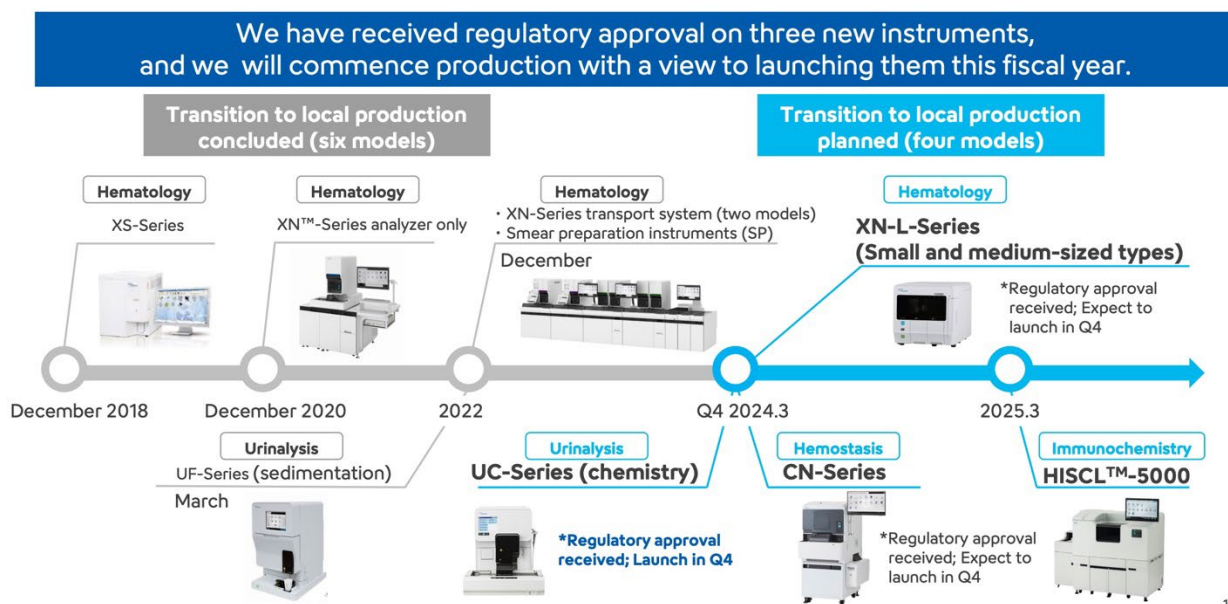 We have received regulatory approval on three new instruments,
and we will commence production with a view to launching them this fiscal year.
Transition to local production
concluded (six models)
Transition to local production
planned (four models)
Hematology
XS-Series
Hematology
XN™-Series analyzer only
Hematology
・XN-Series transport system (two models)
・Smear preparation instruments (SP)
December
Hematology
XN-L-Series
(Small and medium-sized types)
*Regulatory approval
received; Expect to
launch in Q4
December 2018
December 2020
2022
Q4 2024.3
2025.3
Urinalysis
UF-Series (sedimentation)
March
Urinalysis
UC-Series (chemistry)
*Regulatory approval
received; Launch in Q4
Hemostasis
CN-Series
*Regulatory approval
received; Expect to
launch in Q4
Immunochemistry
HISCL™-5000